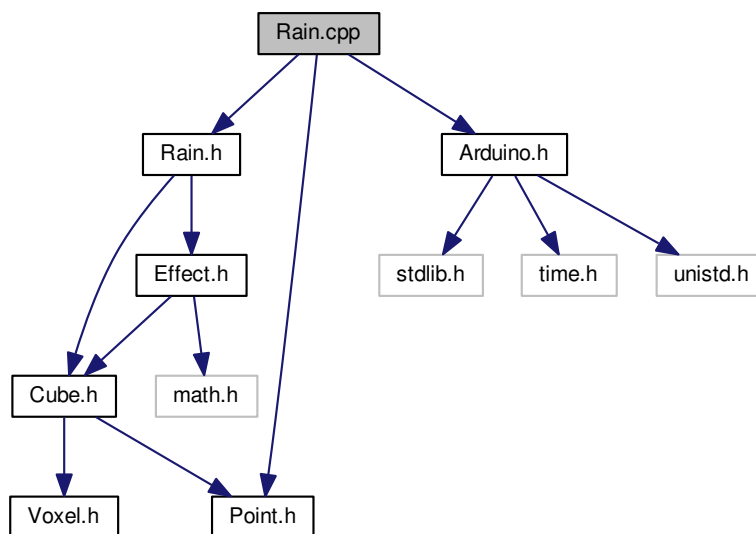 Rain.cpp
Rain.h
Arduino.h
Effect.h
stdlib.h
time.h
unistd.h
Cube.h
math.h
Voxel.h
Point.h